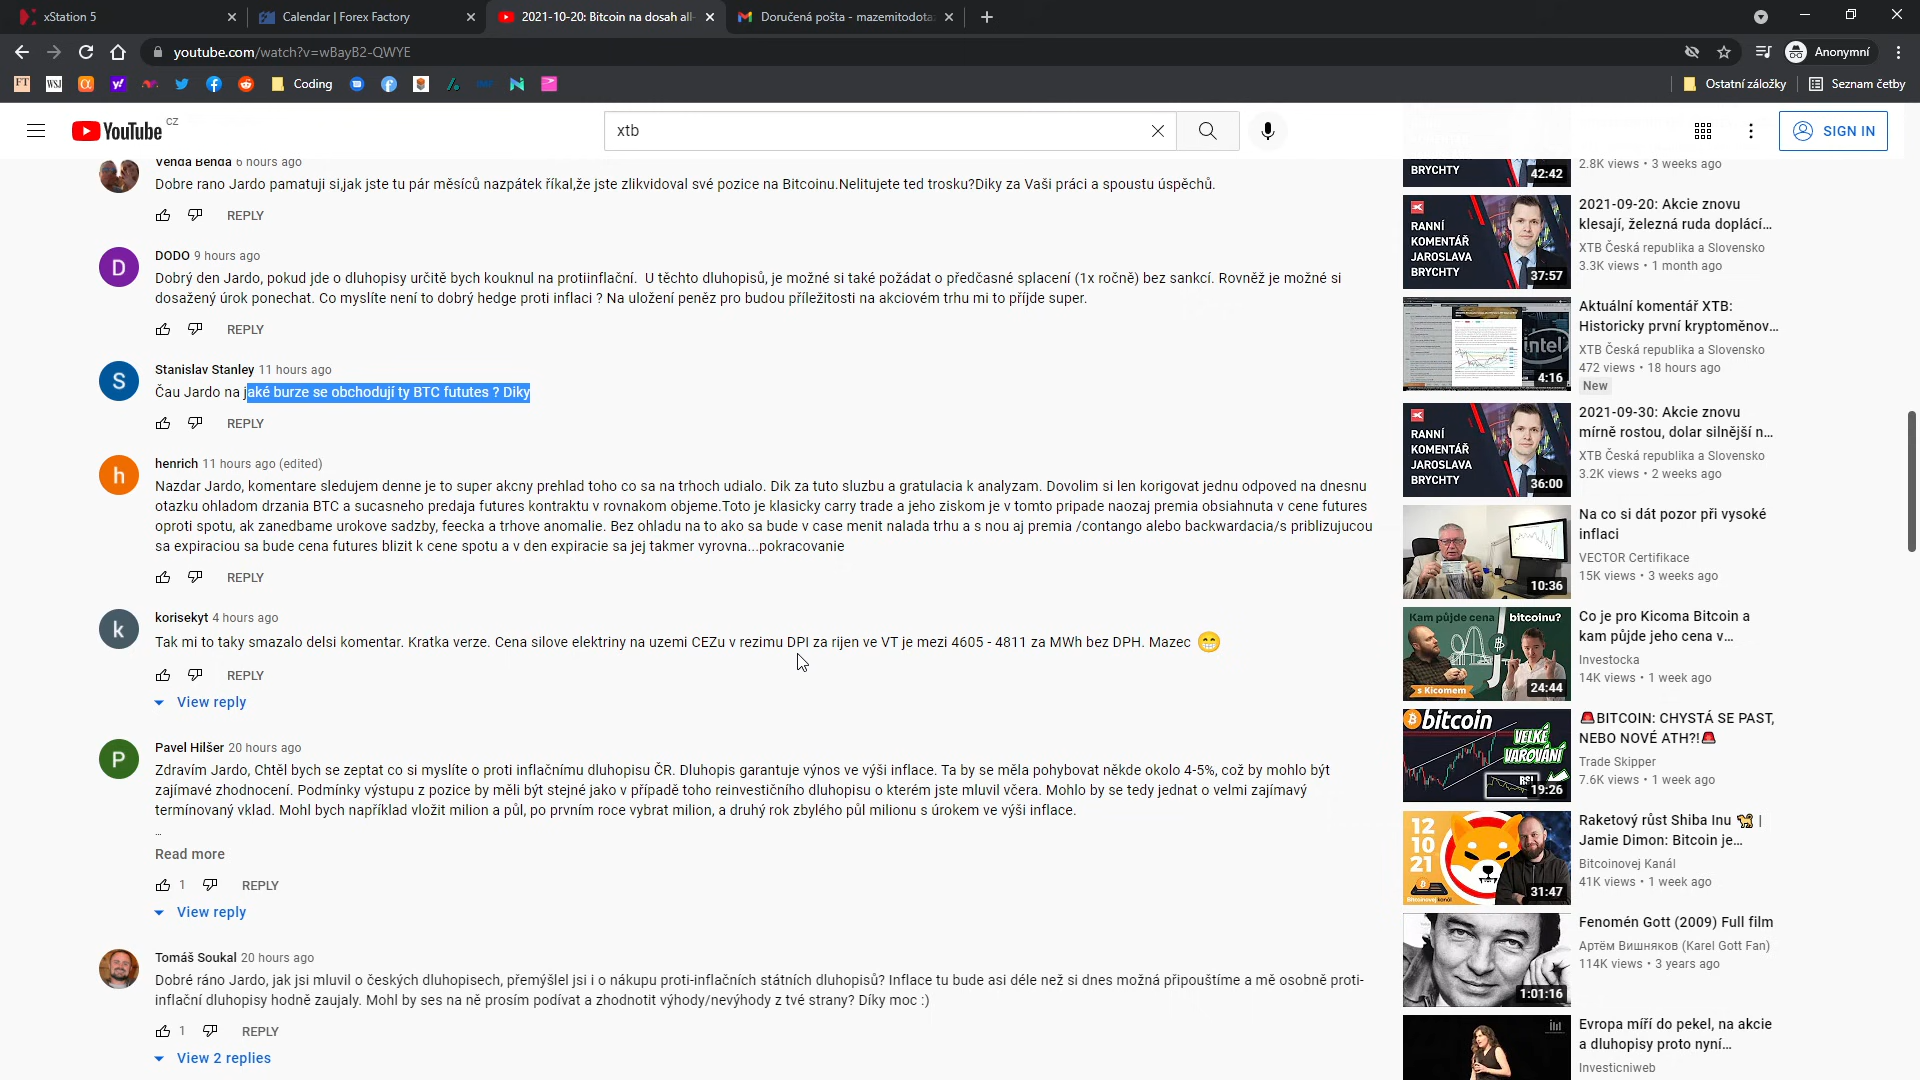 xStation 5
Calendar | Forex Factory
2021-10-20: Bitcoin na dosah all-
Doručená pošta - mazemitodota
youtube.com/watch?v=wBayB2-QWYE
Anonymní
FT
WSJ
Coding
Ostatní záložky
Seznam četby
YouTube CZ
xtb
SIGN IN
Venda Benda 6 hours ago
Dobre rano Jardo pamatuji si,jak jste tu pár měsíců nazpátek říkal,že jste zlikvidoval své pozice na Bitcoinu.Nelitujete ted trosku?Diky za Vaši práci a spoustu úspěchů.
REPLY
D
DODO 9 hours ago
Dobrý den Jardo, pokud jde o dluhopisy určitě bych kouknul na protiinflační. U těchto dluhopisů, je možné si také požádat o předčasné splacení (1x ročně) bez sankcí. Rovněž je možné si
dosažený úrok ponechat. Co myslíte není to dobrý hedge proti inflaci ? Na uložení peněz pro budou příležitosti na akciovém trhu mi to příjde super.
REPLY
S
Stanislav Stanley 11 hours ago
Čau Jardo na jaké burze se obchodují ty BTC fututes ? Diky
REPLY
h
henrich 11 hours ago (edited)
Nazdar Jardo, komentare sledujem denne je to super akcny prehlad toho co sa na trhoch udialo. Dik za tuto sluzbu a gratulacia k analyzam. Dovolim si len korigovat jednu odpoved na dnesnu
otazku ohladom drzania BTC a sucasneho predaja futures kontraktu v rovnakom objeme.Toto je klasicky carry trade a jeho ziskom je v tomto pripade naozaj premia obsiahnuta v cene futures
oproti spotu, ak zanedbame urokove sadzby, feecka a trhove anomalie. Bez ohladu na to ako sa bude v case menit nalada trhu a s nou aj premia /contango alebo backwardacia/s priblizujucou
sa expiraciou sa bude cena futures blizit k cene spotu a v den expiracie sa jej takmer vyrovna...pokracovanie
REPLY
k
korisekyt 4 hours ago
Tak mi to taky smazalo delsi komentar. Kratka verze. Cena silove elektriny na uzemi CEZu v rezimu DPI za rijen ve VT je mezi 4605 - 4811 za MWh bez DPH. Mazec 😁
REPLY
View reply
P
Pavel Hilšer 20 hours ago
Zdravím Jardo, Chtěl bych se zeptat co si myslíte o proti inflačnímu dluhopisu ČR. Dluhopis garantuje výnos ve výši inflace. Ta by se měla pohybovat někde okolo 4-5%, což by mohlo být
zajímavé zhodnocení. Podmínky výstupu z pozice by měli být stejné jako v případě toho reinvestičního dluhopisu o kterém jste mluvil včera. Mohlo by se tedy jednat o velmi zajímavý
termínovaný vklad. Mohl bych například vložit milion a půl, po prvním roce vybrat milion, a druhý rok zbylého půl milionu s úrokem ve výši inflace.
...
Read more
1 REPLY
View reply
Tomáš Soukal 20 hours ago
Dobré ráno Jardo, jak jsi mluvil o českých dluhopisech, přemýšlel jsi i o nákupu proti-inflačních státních dluhopisů? Inflace tu bude asi déle než si dnes možná připouštíme a mě osobně proti-
inflační dluhopisy hodně zaujaly. Mohl by ses na ně prosím podívat a zhodnotit výhody/nevýhody z tvé strany? Díky moc :)
1 REPLY
View 2 replies
BRYCHTY
42:42
2.8K views • 3 weeks ago
RANNÍ
KOMENTÁŘ
JAROSLAVA
BRYCHTY
37:57
2021-09-20: Akcie znovu
klesají, železná ruda doplácí...
XTB Česká republika a Slovensko
3.3K views • 1 month ago
intel
4:16
Aktuální komentář XTB:
Historicky první kryptoměnov...
XTB Česká republika a Slovensko
472 views • 18 hours ago
New
RANNÍ
KOMENTÁŘ
JAROSLAVA
BRYCHTY
36:00
2021-09-30: Akcie znovu
mírně rostou, dolar silnější n...
XTB Česká republika a Slovensko
3.2K views • 2 weeks ago
10:36
Na co si dát pozor při vysoké
inflaci
VECTOR Certifikace
15K views • 3 weeks ago
Kam půjde cena bitcoinu?
s Kicomem
24:44
Co je pro Kicoma Bitcoin a
kam půjde jeho cena v...
Investocka
14K views • 1 week ago
bitcoin
VELKÉ
VAROVÁNÍ
RSI
19:26
🚨BITCOIN: CHYSTÁ SE PAST,
NEBO NOVÉ ATH?!🚨
Trade Skipper
7.6K views • 1 week ago
12
10
21
Bitcoinovej Kanál
31:47
Raketový růst Shiba Inu 🐕 |
Jamie Dimon: Bitcoin je...
Bitcoinovej Kanál
41K views • 1 week ago
1:01:16
Fenomén Gott (2009) Full film
Артём Вишняков (Karel Gott Fan)
114K views • 3 years ago
Evropa míří do pekel, na akcie
a dluhopisy proto nyní...
Investicniweb